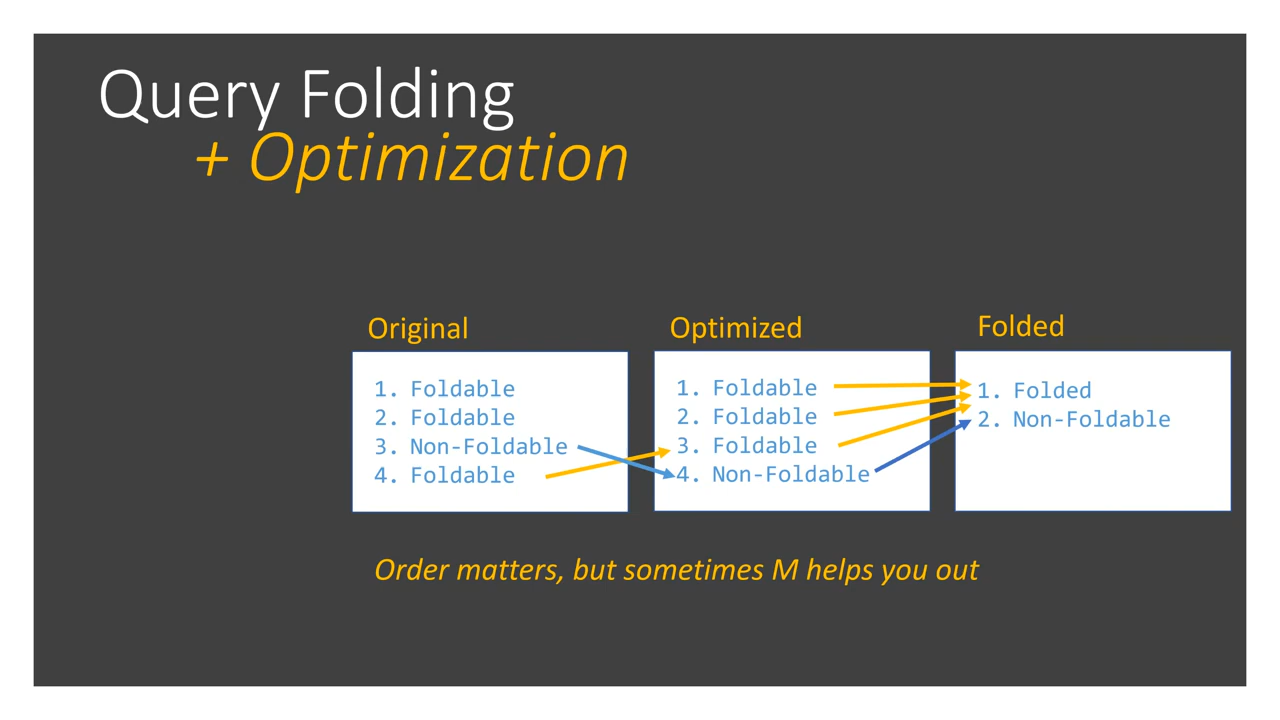 Query Folding
+ Optimization
Original
1. Foldable
2. Foldable
3. Non-Foldable
4. Foldable
Optimized
1. Foldable
2. Foldable
3. Foldable
4. Non-Foldable
Folded
1. Folded
2. Non-Foldable
Order matters, but sometimes M helps you out